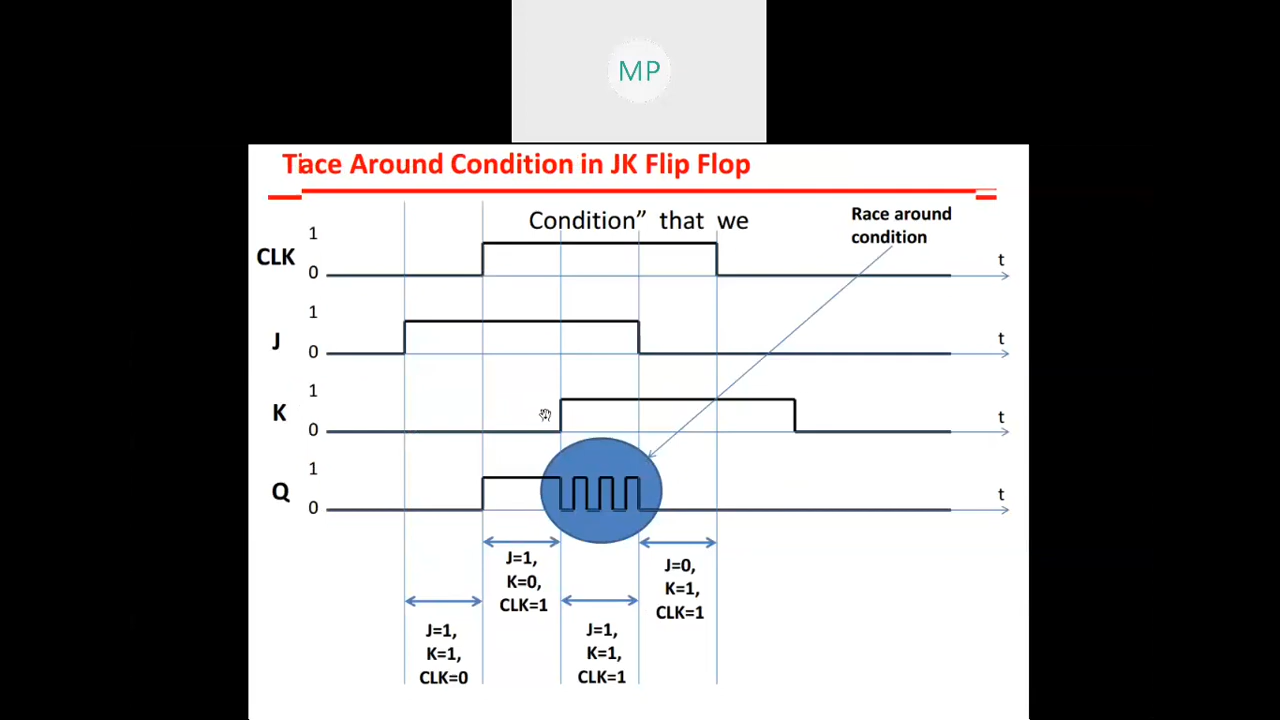 MP
Tace Around Condition in JK Flip Flop
Condition” that we
Race around
condition
CLK
1
0
t
J
1
0
t
K
1
0
t
Q
1
0
t
J=1,
K=0,
CLK=1
J=0,
K=1,
CLK=1
J=1,
K=1,
CLK=0
J=1,
K=1,
CLK=1